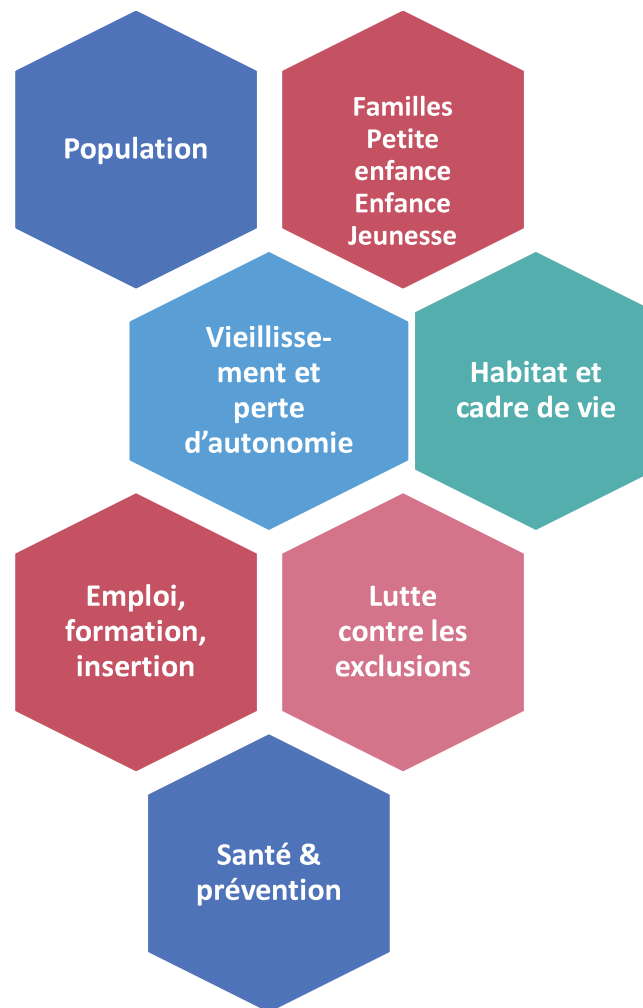 Population
Familles
Petite
enfance
Enfance
Jeunesse
Vieillisse-
ment et
perte
d’autonomie
Habitat et
cadre de vie
Emploi,
formation,
insertion
Lutte
contre les
exclusions
Santé &
prévention